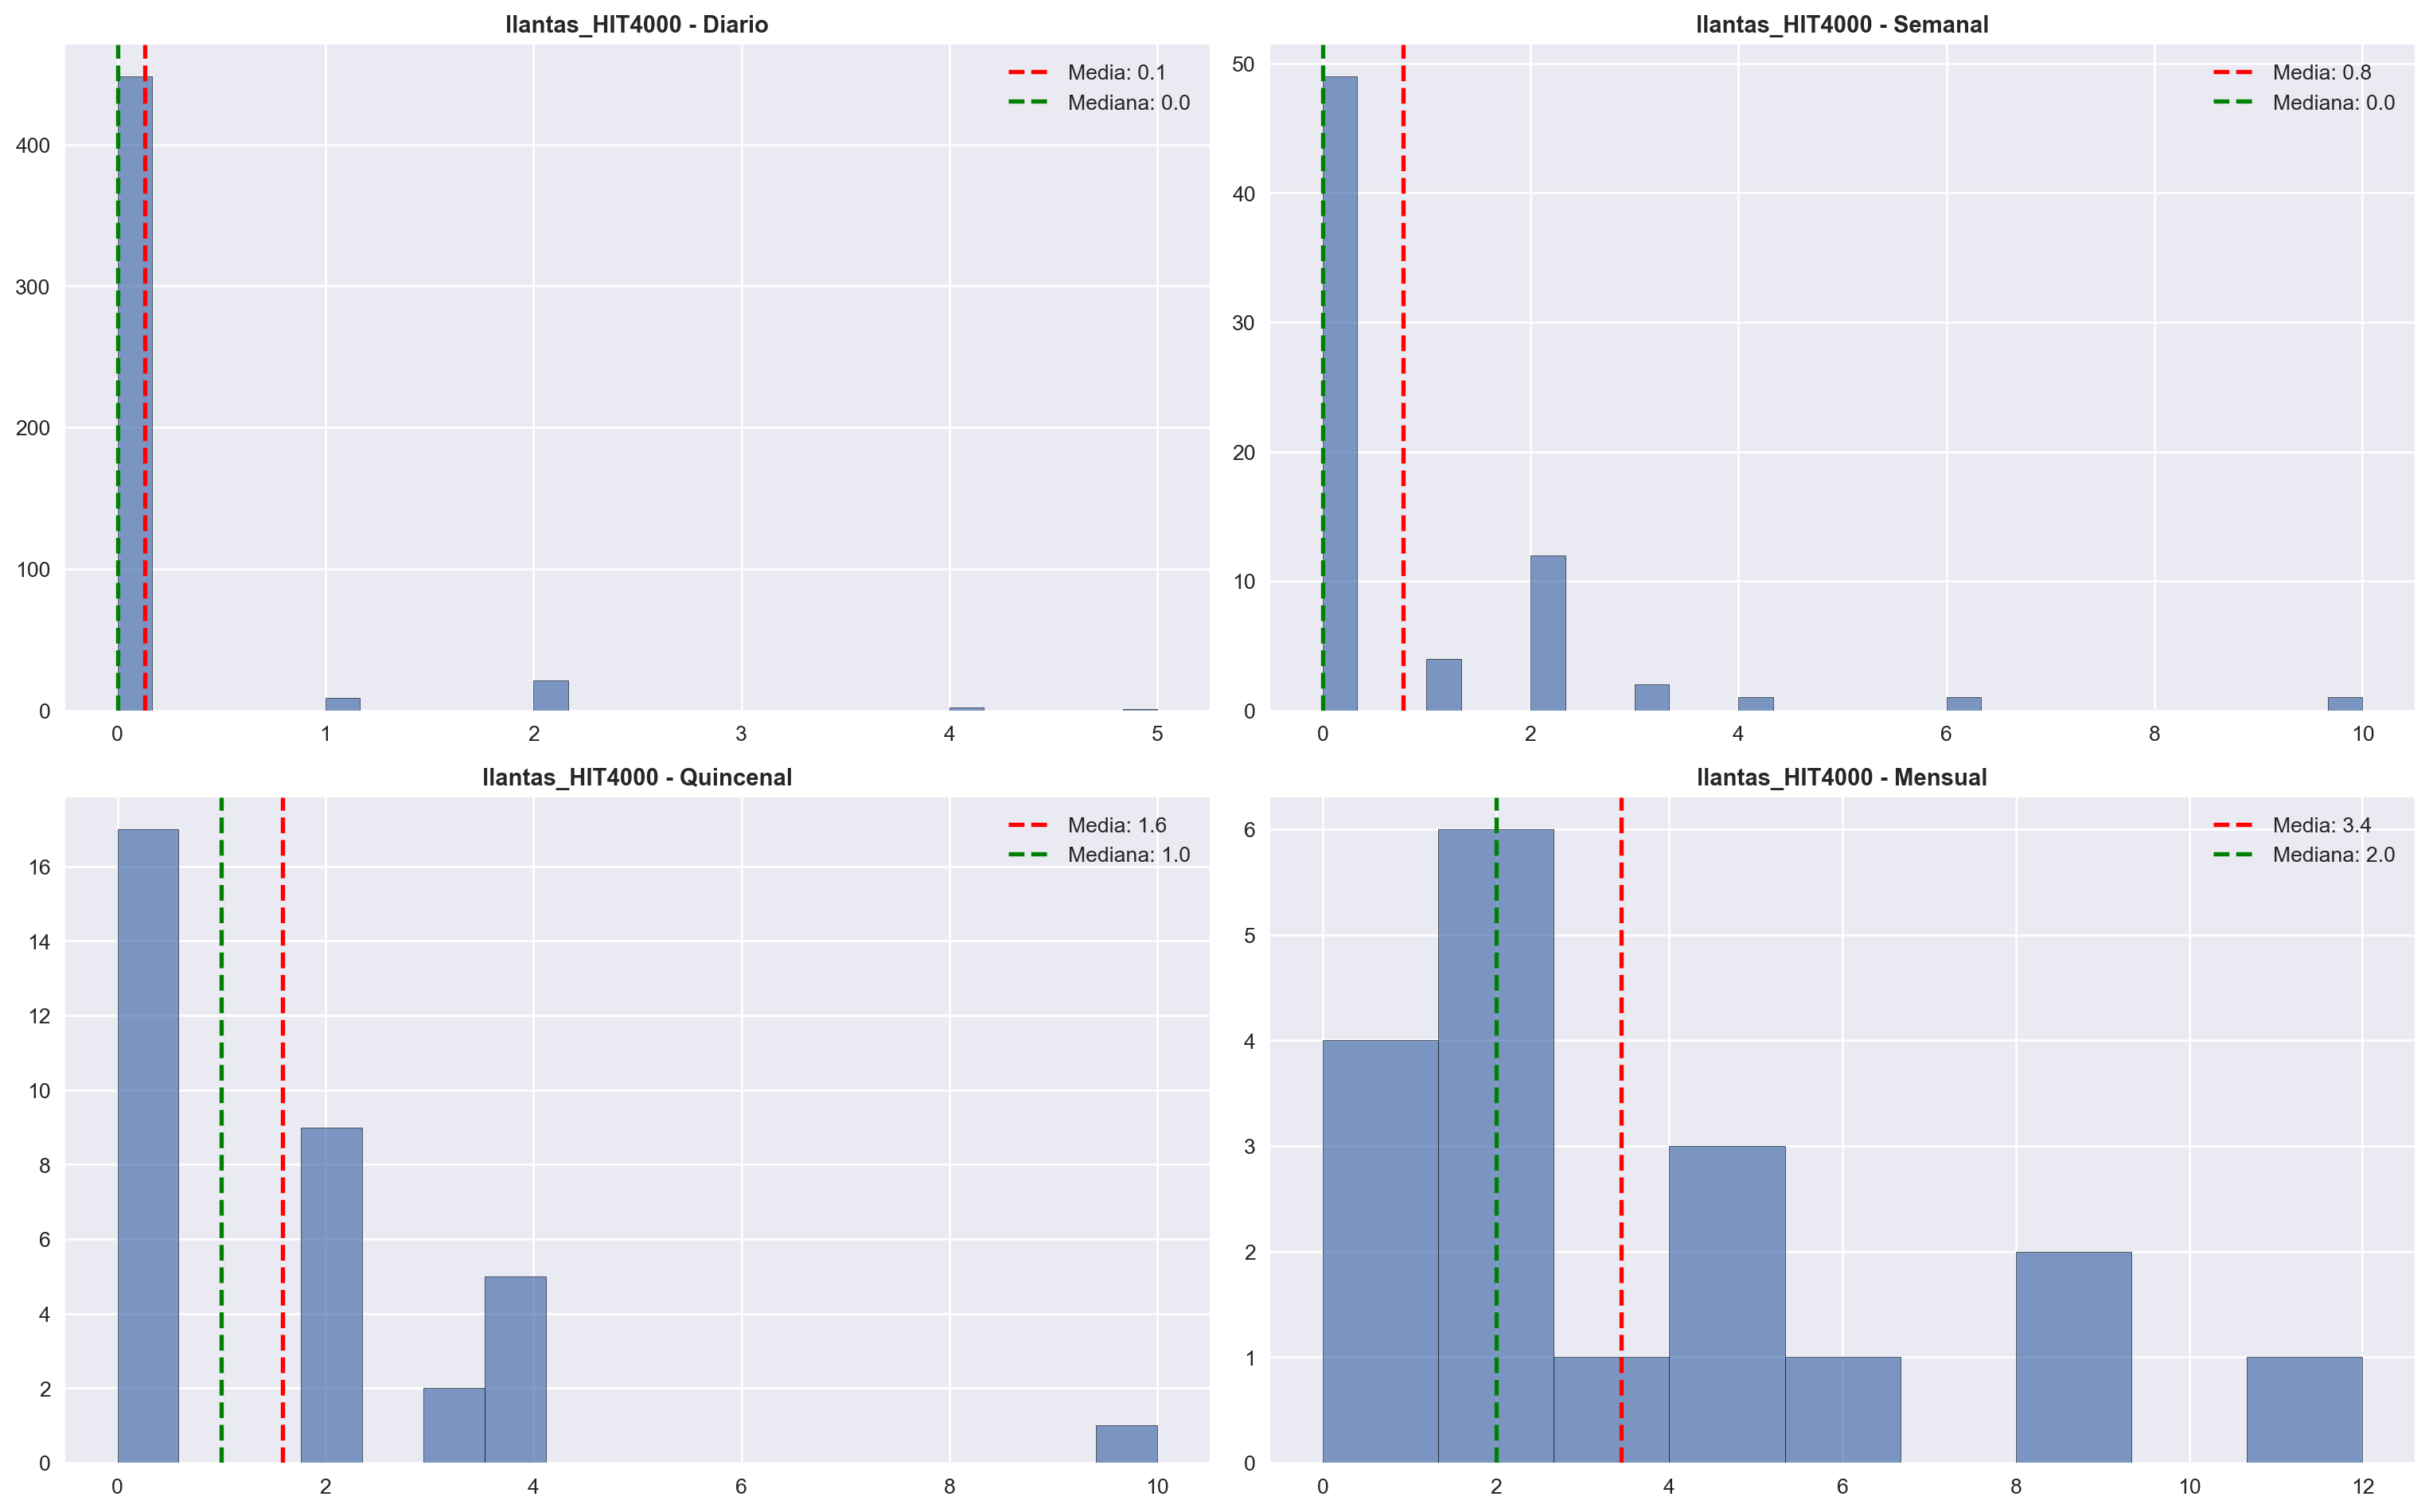 llantas_HIT4000 - Diario
Media: 0.1
Mediana: 0.0
400
300
200
100
0
0 1 2 3 4 5
llantas_HIT4000 - Semanal
Media: 0.8
Mediana: 0.0
50
40
30
20
10
0
0 2 4 6 8 10
llantas_HIT4000 - Quincenal
Media: 1.6
Mediana: 1.0
16
14
12
10
8
6
4
2
0
0 2 4 6 8 10
llantas_HIT4000 - Mensual
Media: 3.4
Mediana: 2.0
6
5
4
3
2
1
0
0 2 4 6 8 10 12